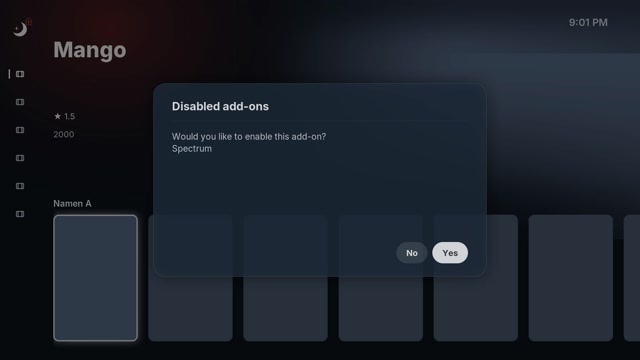 Mango
9:01 PM
★ 1.5
2000
Disabled add-ons
Would you like to enable this add-on?
Spectrum
No
Yes
Namen A